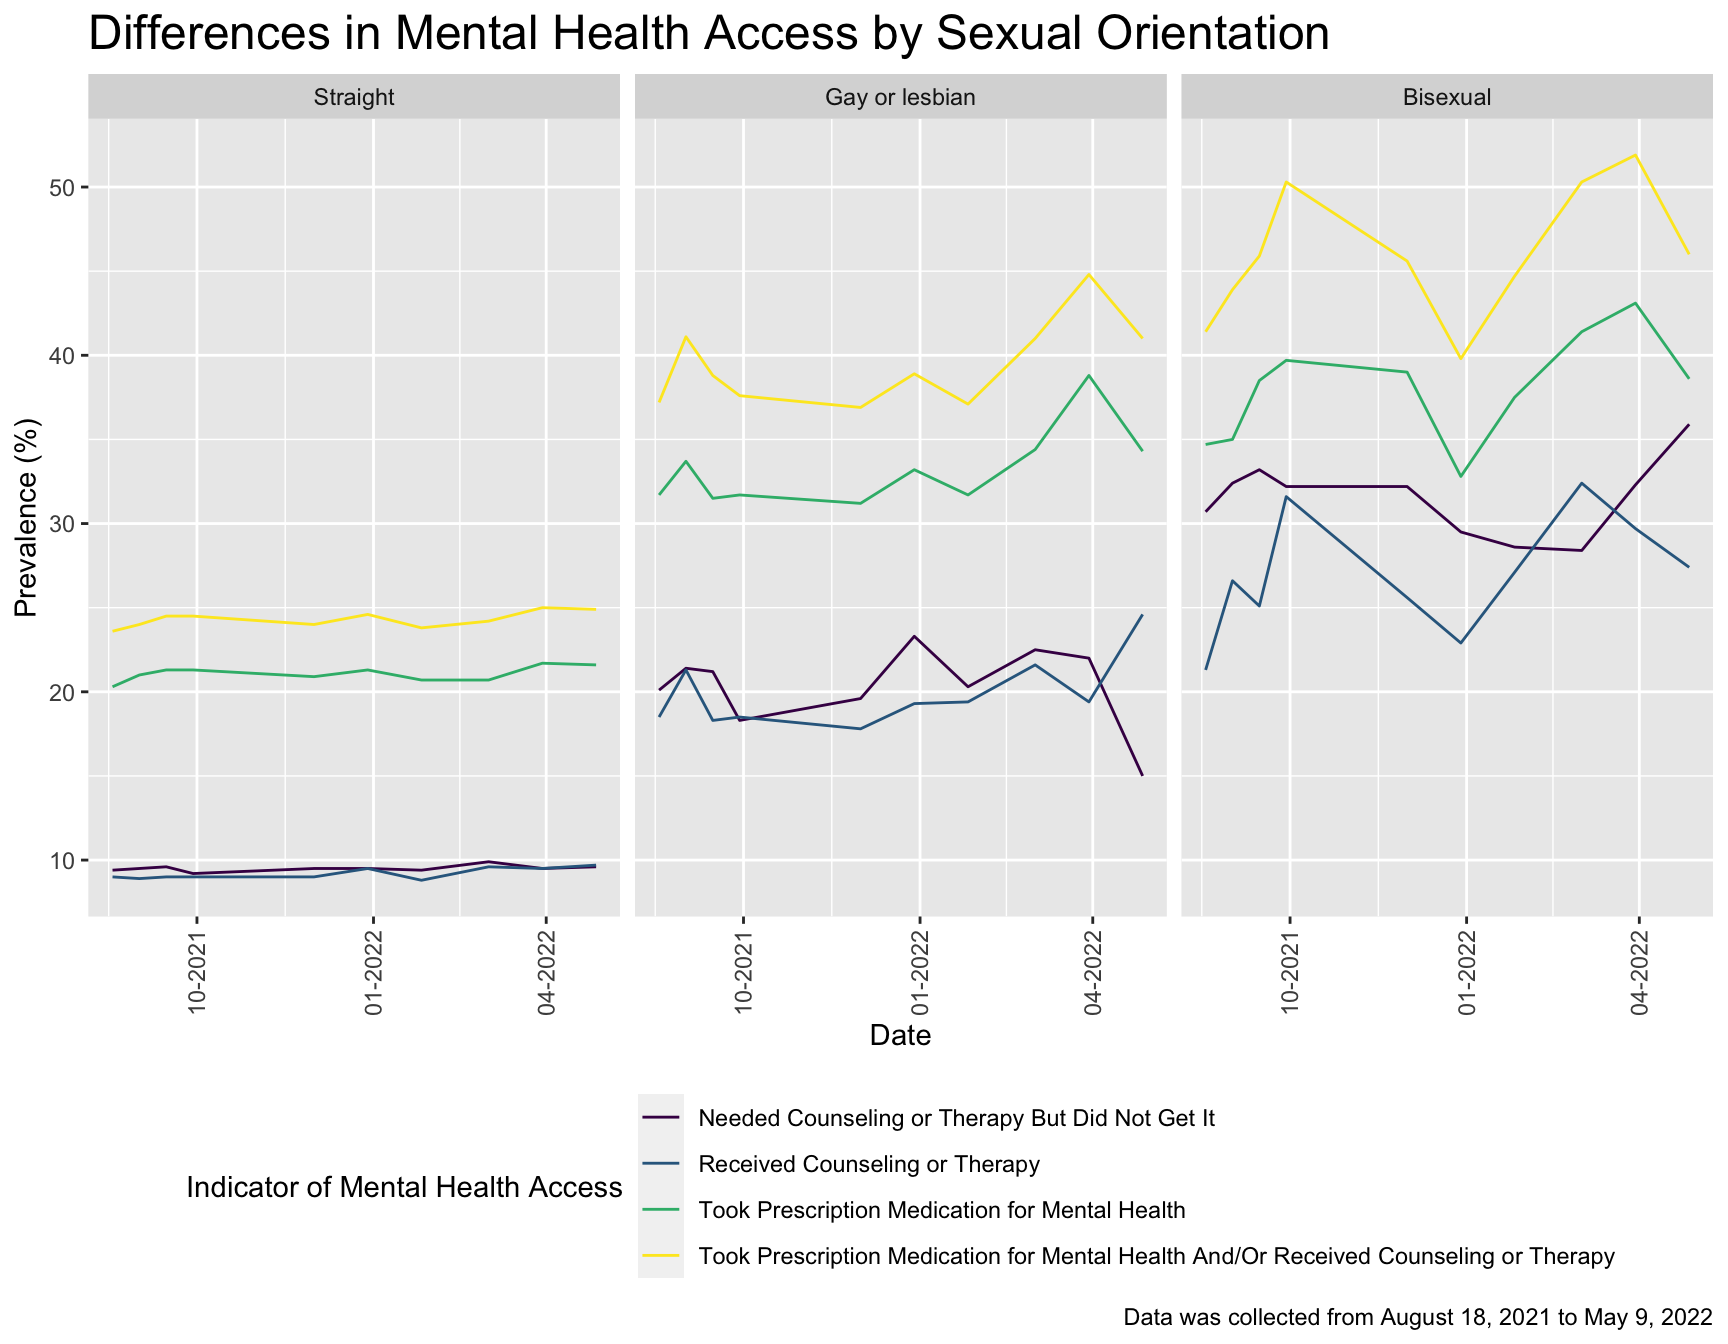 Differences in Mental Health Access by Sexual Orientation
Straight
Gay or lesbian
Bisexual
50
40
30
20
10
Prevalence (%)
10-2021
01-2022
04-2022
10-2021
01-2022
04-2022
10-2021
01-2022
04-2022
Date
Indicator of Mental Health Access
Needed Counseling or Therapy But Did Not Get It
Received Counseling or Therapy
Took Prescription Medication for Mental Health
Took Prescription Medication for Mental Health And/Or Received Counseling or Therapy
Data was collected from August 18, 2021 to May 9, 2022